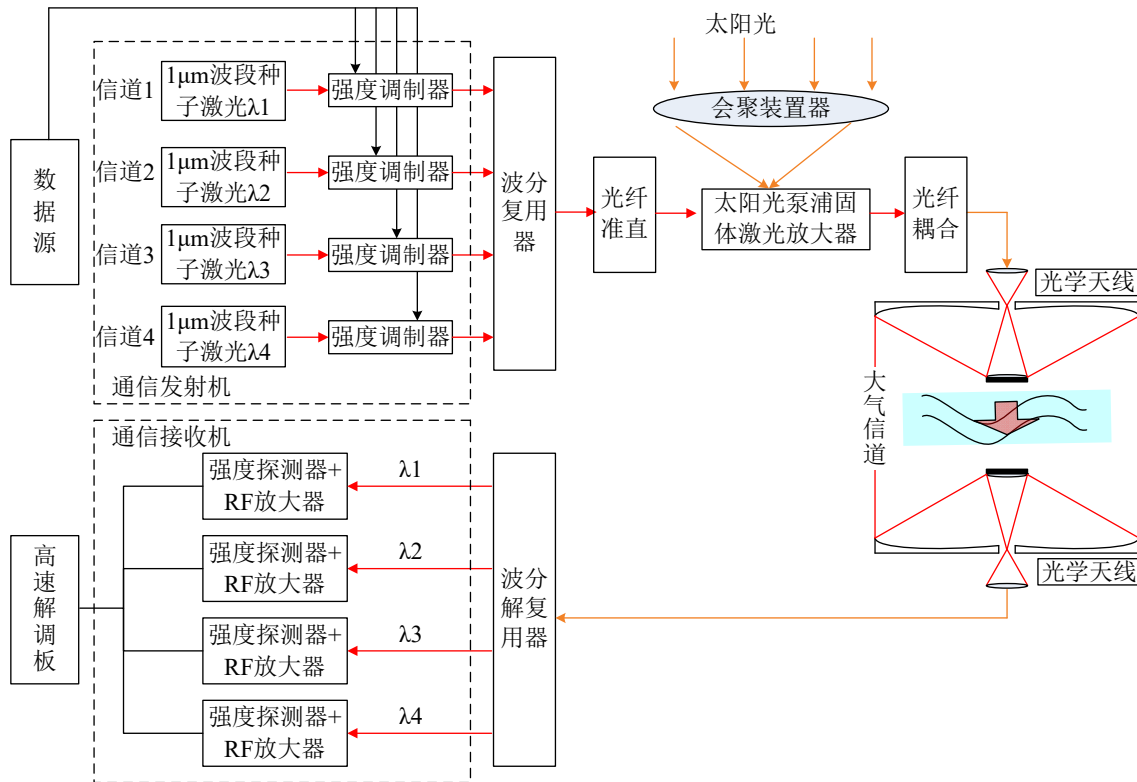 太阳光
会聚装置器
数
据
源
信道1
1μm波段种
子激光λ1
强度调制器
信道2
1μm波段种
子激光λ2
强度调制器
信道3
1μm波段种
子激光λ3
强度调制器
信道4
1μm波段种
子激光λ4
强度调制器
通信发射机
波分
复用
器
光纤
准直
太阳光泵浦固
体激光放大器
光纤
耦合
光学天线
大
气
信
道
光学天线
通信接收机
强度探测器+
RF放大器
λ1
强度探测器+
RF放大器
λ2
强度探测器+
RF放大器
λ3
强度探测器+
RF放大器
λ4
波分
解复
用器
高
速
解
调
板